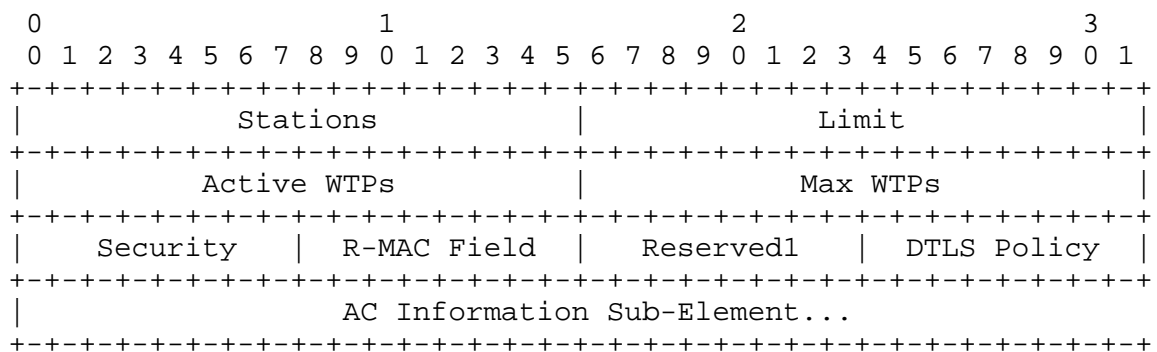 0                   1                   2                   3
 0 1 2 3 4 5 6 7 8 9 0 1 2 3 4 5 6 7 8 9 0 1 2 3 4 5 6 7 8 9 0 1
+-+-+-+-+-+-+-+-+-+-+-+-+-+-+-+-+-+-+-+-+-+-+-+-+-+-+-+-+-+-+-+-+
|            Stations           |             Limit             |
+-+-+-+-+-+-+-+-+-+-+-+-+-+-+-+-+-+-+-+-+-+-+-+-+-+-+-+-+-+-+-+-+
|          Active WTPs          |            Max WTPs           |
+-+-+-+-+-+-+-+-+-+-+-+-+-+-+-+-+-+-+-+-+-+-+-+-+-+-+-+-+-+-+-+-+
|    Security   |  R-MAC Field  |   Reserved1   |  DTLS Policy  |
+-+-+-+-+-+-+-+-+-+-+-+-+-+-+-+-+-+-+-+-+-+-+-+-+-+-+-+-+-+-+-+-+
|                  AC Information Sub-Element...
+-+-+-+-+-+-+-+-+-+-+-+-+-+-+-+-+-+-+-+-+-+-+-+-+-+-+-+-+-+-+-+-+